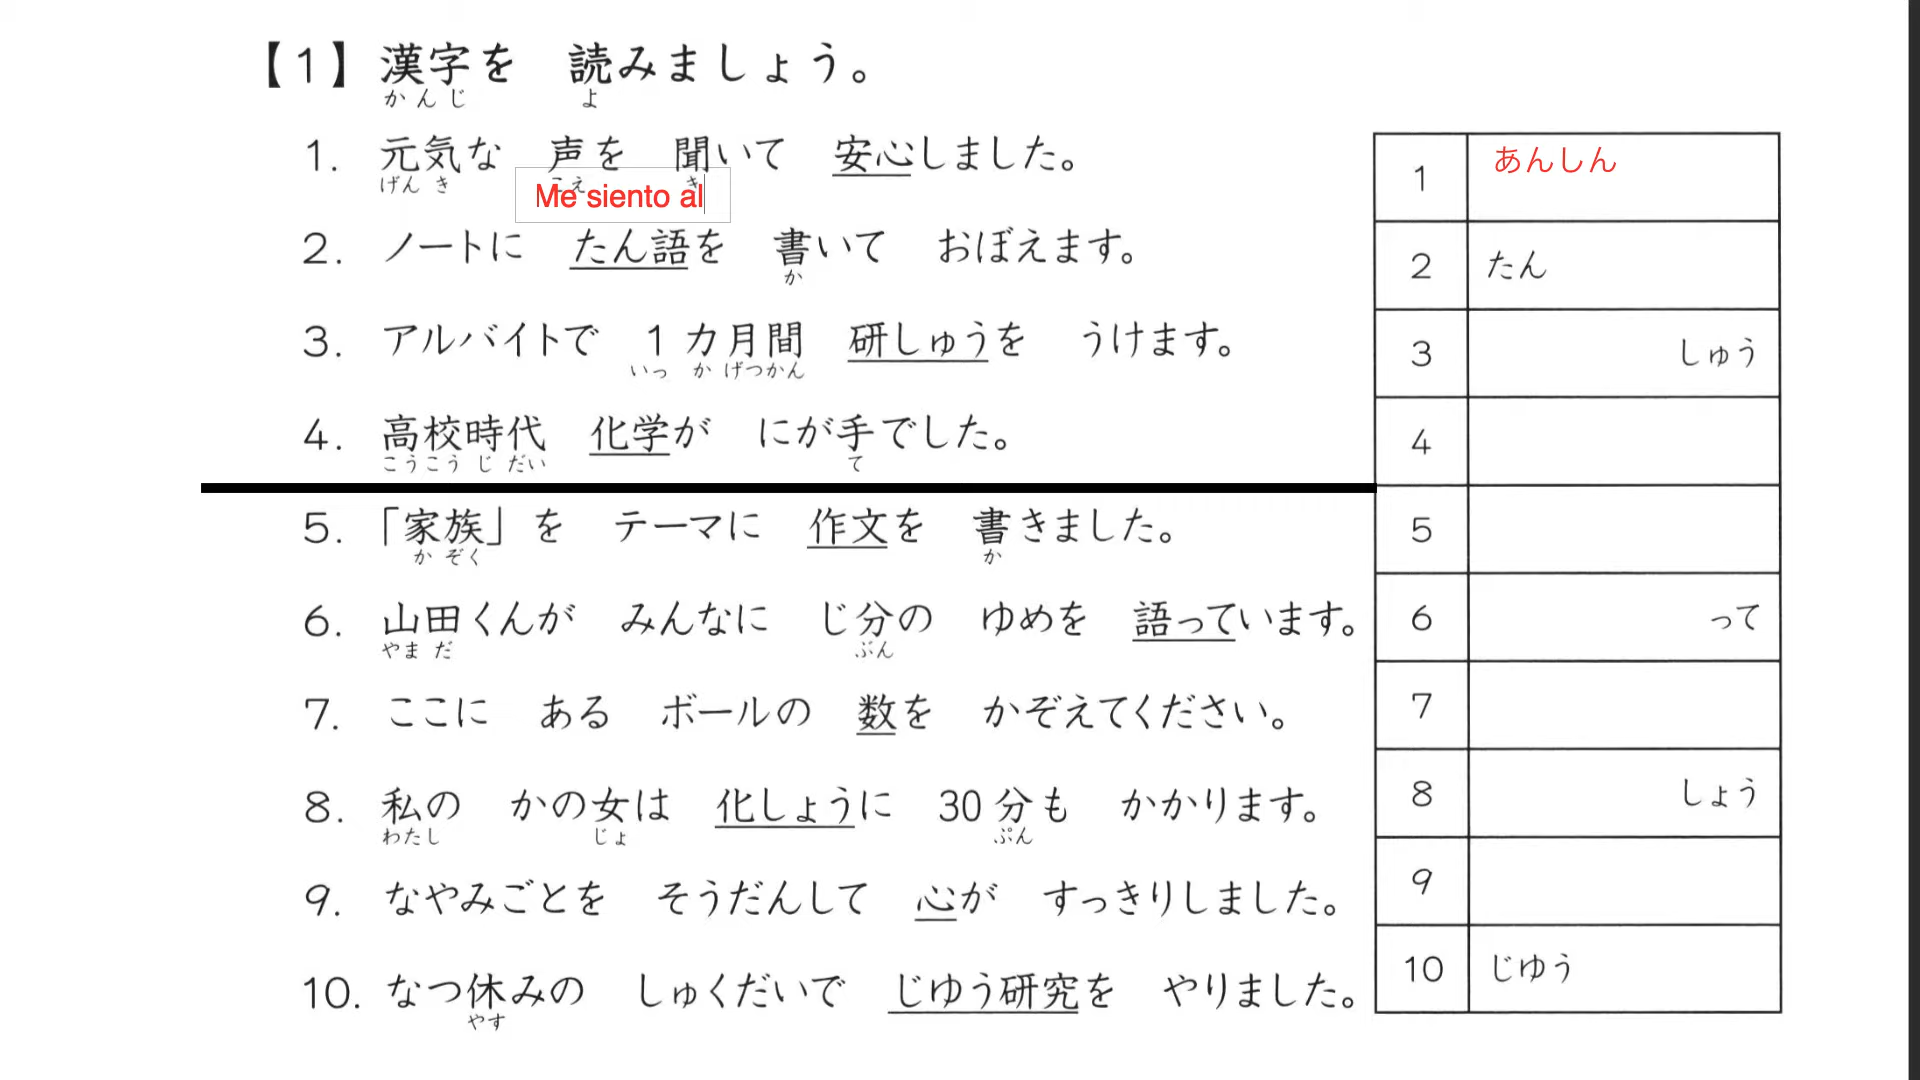 【1】漢字を 読みましょう。
かんじ よ
1. 元気な 声を 聞いて 安心しました。
げん き こえ き
Me siento al
2. ノートに たん語を 書いて おぼえます。
か
3. アルバイトで 1カ月間 研しゅうを うけます。
いっ か げつかん
4. 高校時代 化学が にが手でした。
こうこう じ だい て
5. 「家族」を テーマに 作文を 書きました。
か ぞく か
6. 山田くんが みんなに じ分の ゆめを 語っています。
やま だ ぶん
7. ここに ある ボールの 数を かぞえてください。
8. 私の かの女は 化しょうに 30分も かかります。
わたし じょ ぷん
9. なやみごとを そうだんして 心が すっきりしました。
10. なつ休みの しゅくだいで じゆう研究を やりました。
やす
1 あんしん
2 たん
3 しゅう
4
5
6 って
7
8 しょう
9
10 じゆう